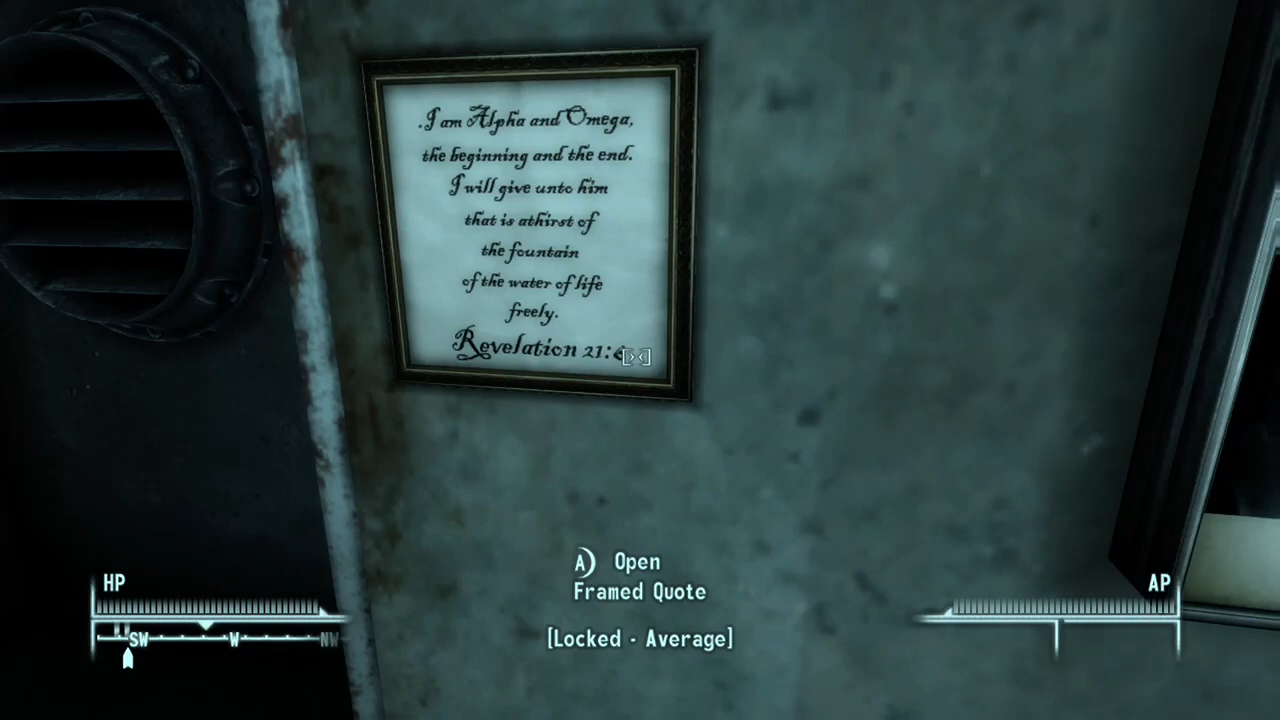 .I am Alpha and Omega,
the beginning and the end.
I will give unto him
that is athirst of
the fountain
of the water of life
freely.
Revelation 21:6
A) Open
Framed Quote
[Locked - Average]
HP
AP
SW W NW